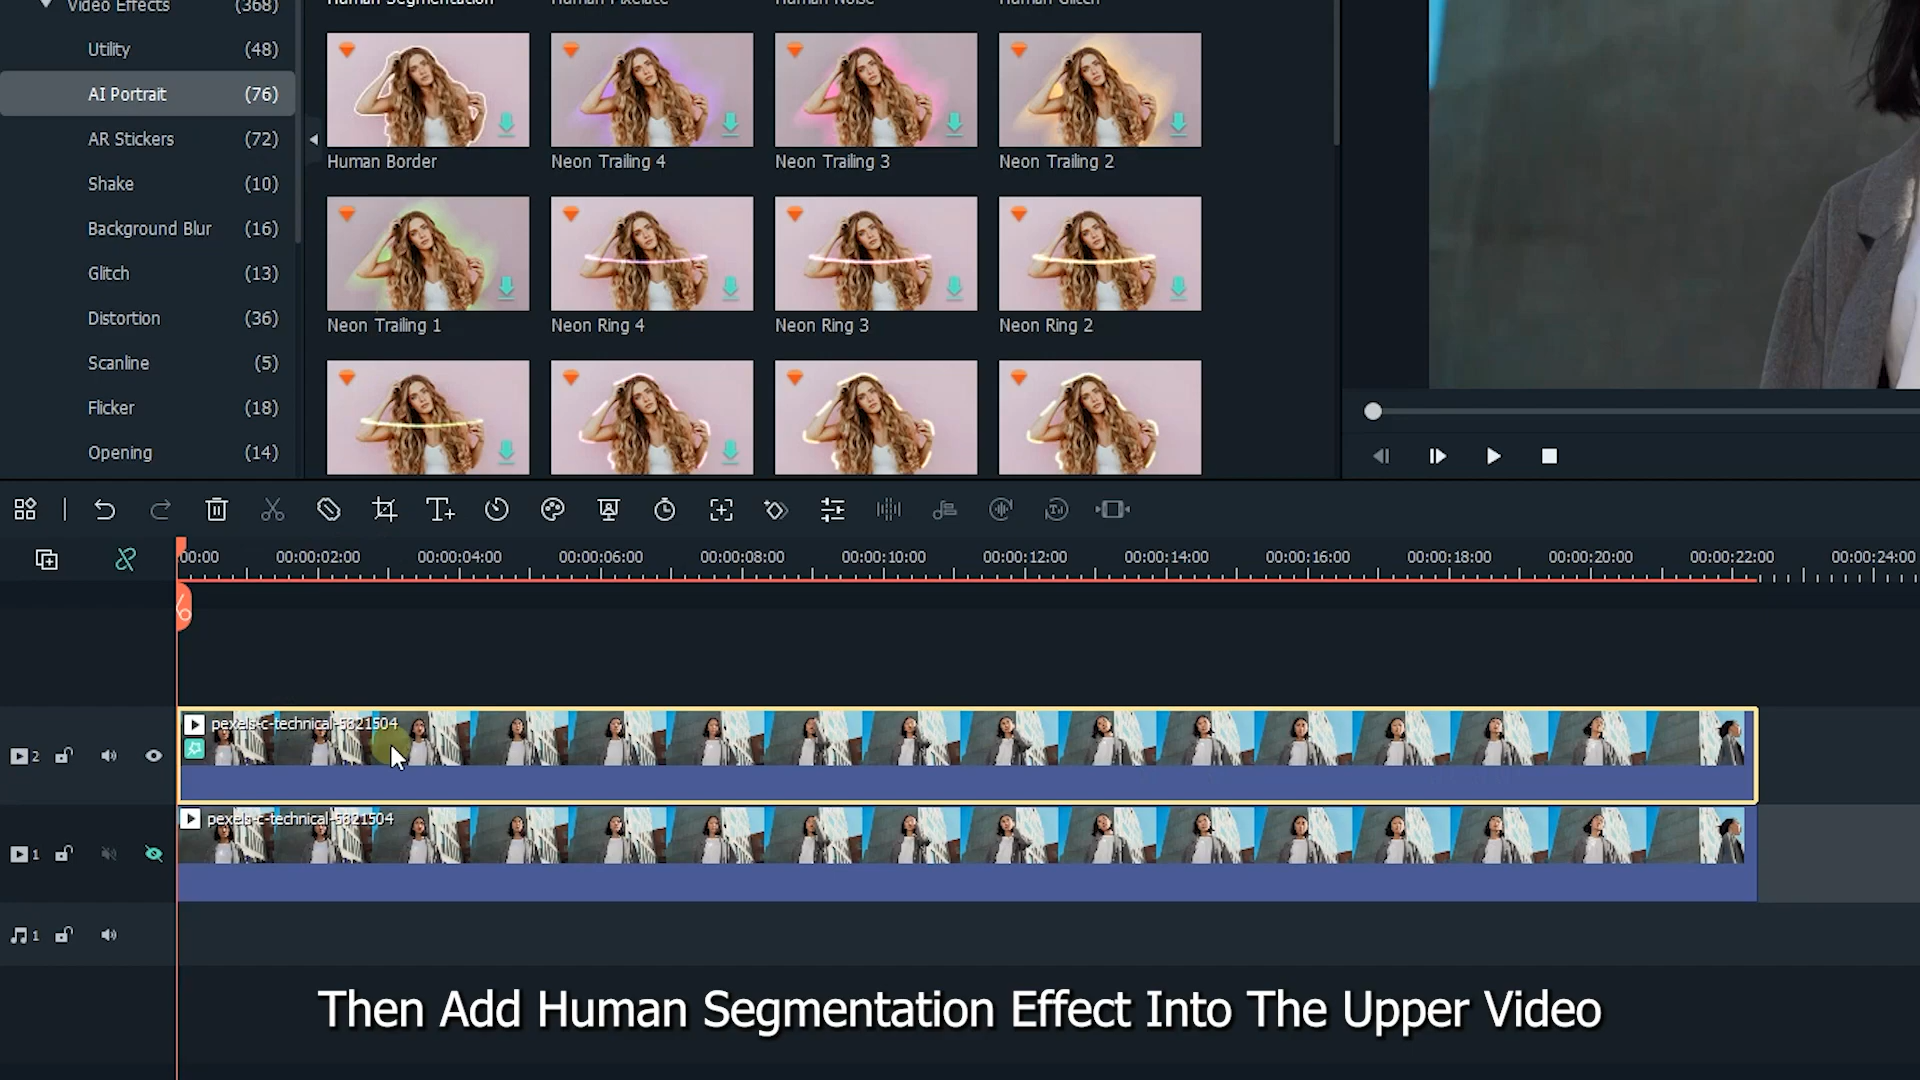 Video Effects (368)
Utility (48)
AI Portrait (76)
AR Stickers (72)
Shake (10)
Background Blur (16)
Glitch (13)
Distortion (36)
Scanline (5)
Flicker (18)
Opening (14)
Human Segmentation Human Pixelate Human Noise Human Glitch
Human Border Neon Trailing 4 Neon Trailing 3 Neon Trailing 2
Neon Trailing 1 Neon Ring 4 Neon Ring 3 Neon Ring 2
00:00 00:00:02:00 00:00:04:00 00:00:06:00 00:00:08:00 00:00:10:00 00:00:12:00 00:00:14:00 00:00:16:00 00:00:18:00 00:00:20:00 00:00:22:00 00:00:24:00
pexels-c-technical-5821504
2
pexels-c-technical-5821504
1
1
Then Add Human Segmentation Effect Into The Upper Video